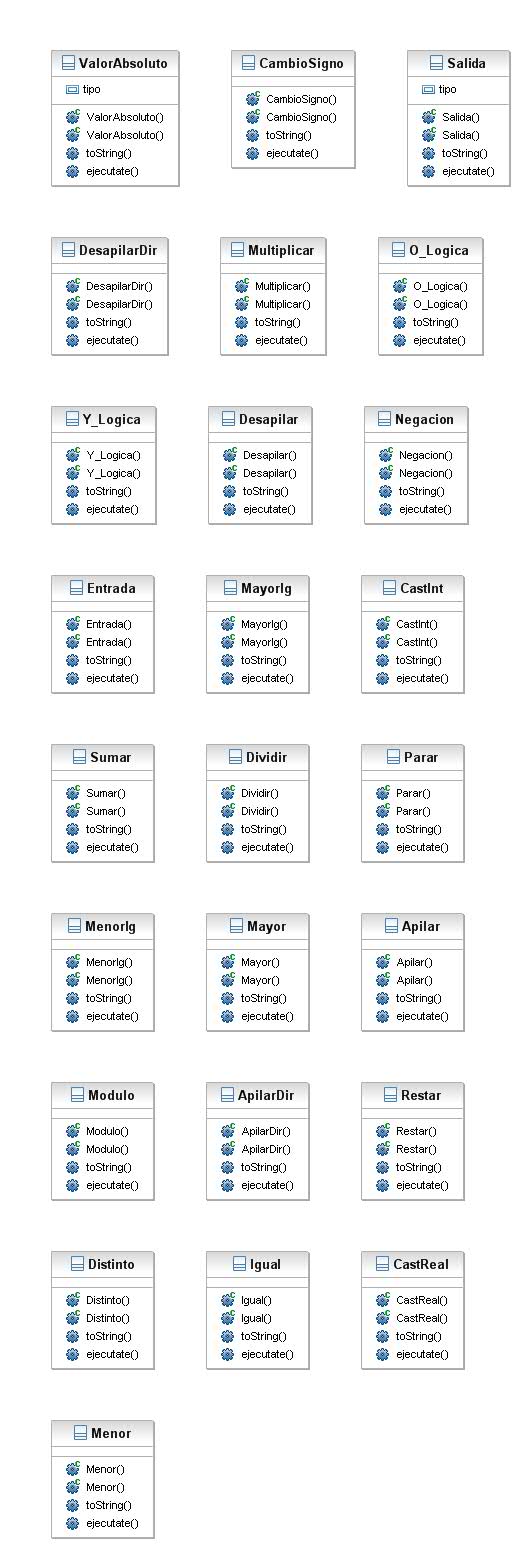 ValorAbsoluto
tipo
ValorAbsoluto()
ValorAbsoluto()
toString()
ejecutate()
CambioSigno
CambioSigno()
CambioSigno()
toString()
ejecutate()
Salida
tipo
Salida()
Salida()
toString()
ejecutate()
DesapilarDir
DesapilarDir()
DesapilarDir()
toString()
ejecutate()
Multiplicar
Multiplicar()
Multiplicar()
toString()
ejecutate()
O_Logica
O_Logica()
O_Logica()
toString()
ejecutate()
Y_Logica
Y_Logica()
Y_Logica()
toString()
ejecutate()
Desapilar
Desapilar()
Desapilar()
toString()
ejecutate()
Negacion
Negacion()
Negacion()
toString()
ejecutate()
Entrada
Entrada()
Entrada()
toString()
ejecutate()
MayorIg
MayorIg()
MayorIg()
toString()
ejecutate()
CastInt
CastInt()
CastInt()
toString()
ejecutate()
Sumar
Sumar()
Sumar()
toString()
ejecutate()
Dividir
Dividir()
Dividir()
toString()
ejecutate()
Parar
Parar()
Parar()
toString()
ejecutate()
MenorIg
MenorIg()
MenorIg()
toString()
ejecutate()
Mayor
Mayor()
Mayor()
toString()
ejecutate()
Apilar
Apilar()
Apilar()
toString()
ejecutate()
Modulo
Modulo()
Modulo()
toString()
ejecutate()
ApilarDir
ApilarDir()
ApilarDir()
toString()
ejecutate()
Restar
Restar()
Restar()
toString()
ejecutate()
Distinto
Distinto()
Distinto()
toString()
ejecutate()
Igual
Igual()
Igual()
toString()
ejecutate()
CastReal
CastReal()
CastReal()
toString()
ejecutate()
Menor
Menor()
Menor()
toString()
ejecutate()